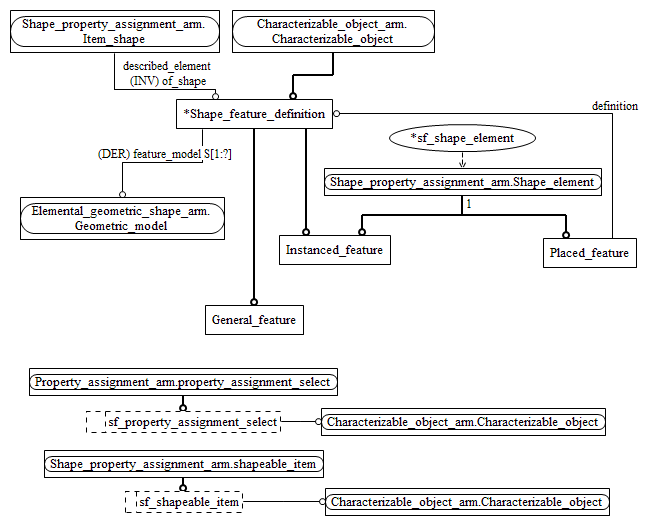 Shape_property_assignment_arm.
Item_shape
Characterizable_object_arm.
Characterizable_object
described_element
(INV) of_shape
*Shape_feature_definition
definition
*sf_shape_element
(DER) feature_model S[1:?]
Shape_property_assignment_arm.Shape_element
1
Elemental_geometric_shape_arm.
Geometric_model
Instanced_feature
Placed_feature
General_feature
Property_assignment_arm.property_assignment_select
sf_property_assignment_select
Characterizable_object_arm.Characterizable_object
Shape_property_assignment_arm.shapeable_item
sf_shapeable_item
Characterizable_object_arm.Characterizable_object